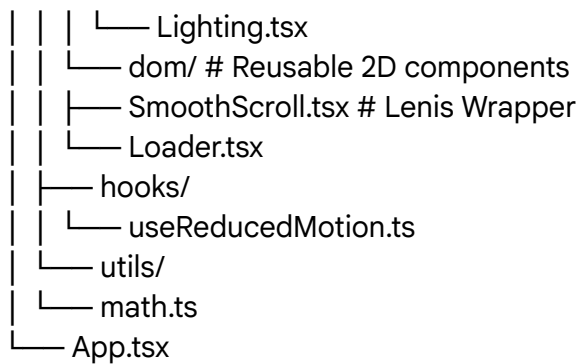 │ │ │ └── Lighting.tsx
│ │ └── dom/ # Reusable 2D components
│ │ ├── SmoothScroll.tsx # Lenis Wrapper
│ │ └── Loader.tsx
│ ├── hooks/
│ │ └── useReducedMotion.ts
│ └── utils/
│ └── math.ts
└── App.tsx